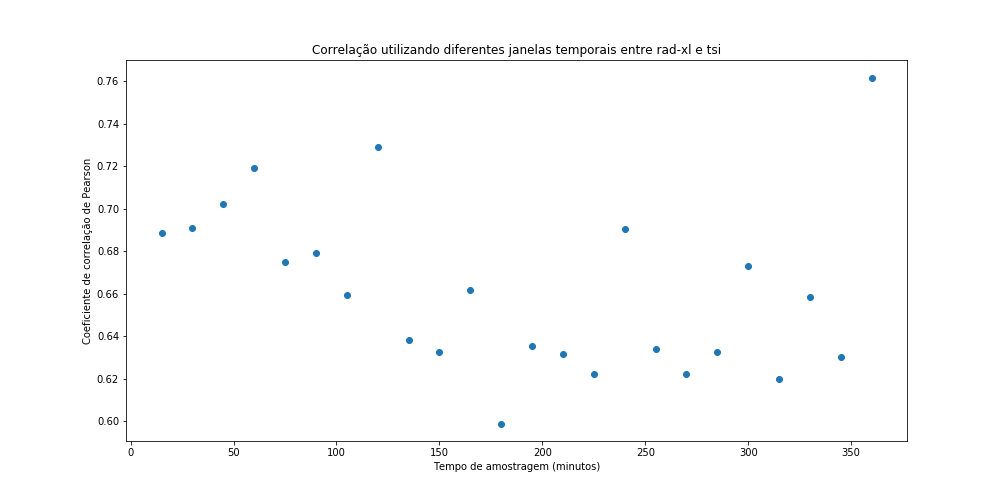 Correlação utilizando diferentes janelas temporais entre rad-xl e tsi
0.76
0.74
0.72
0.70
0.68
0.66
0.64
0.62
0.60
Coeficiente de correlação de Pearson
0 50 100 150 200 250 300 350
Tempo de amostragem (minutos)